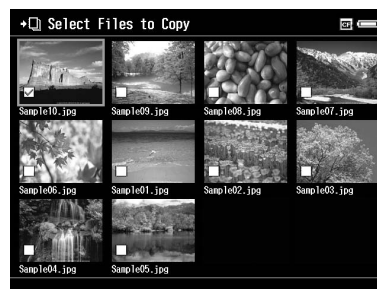 Select Files to Copy CF
Sample10.jpg Sample09.jpg Sample08.jpg Sample07.jpg
Sample06.jpg Sample01.jpg Sample02.jpg Sample03.jpg
Sample04.jpg Sample05.jpg